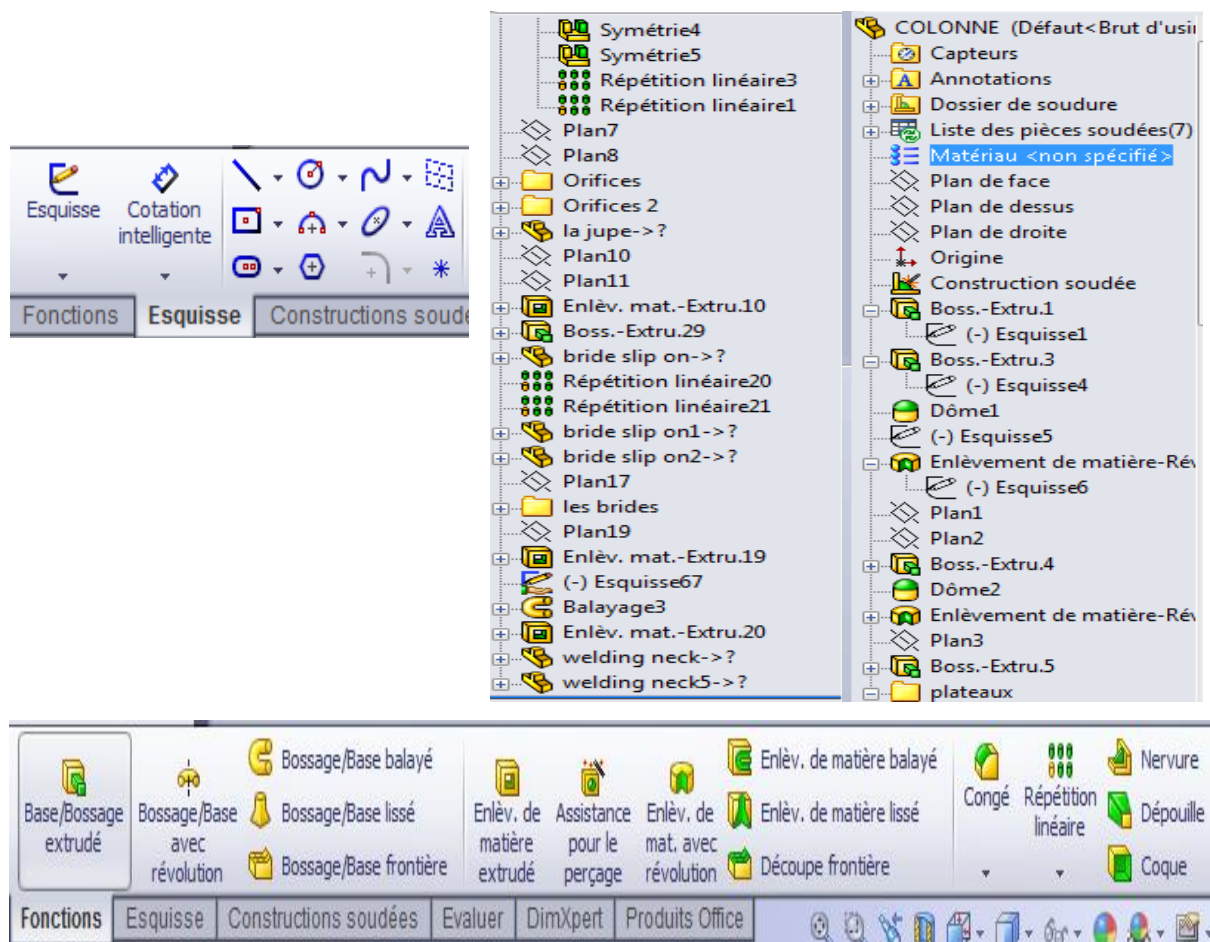 Esquisse
Cotation
intelligente
Fonctions
Esquisse
Constructions soude
Symétrie4
Symétrie5
Répétition linéaire3
Répétition linéaire1
Plan7
Plan8
Orifices
Orifices 2
la jupe->?
Plan10
Plan11
Enlèv. mat.-Extru.10
Boss.-Extru.29
bride slip on->?
Répétition linéaire20
Répétition linéaire21
bride slip on1->?
bride slip on2->?
Plan17
les brides
Plan19
Enlèv. mat.-Extru.19
(-) Esquisse67
Balayage3
Enlèv. mat.-Extru.20
welding neck->?
welding neck5->?
COLONNE (Défaut<Brut d'usi
Capteurs
Annotations
Dossier de soudure
Liste des pièces soudées(7)
Matériau <non spécifié>
Plan de face
Plan de dessus
Plan de droite
Origine
Construction soudée
Boss.-Extru.1
(-) Esquisse1
Boss.-Extru.3
(-) Esquisse4
Dôme1
(-) Esquisse5
Enlèvement de matière-Rév
(-) Esquisse6
Plan1
Plan2
Boss.-Extru.4
Dôme2
Enlèvement de matière-Rév
Plan3
Boss.-Extru.5
plateaux
Base/Bossage
extrudé
Bossage/Base
avec
révolution
Bossage/Base balayé
Bossage/Base lissé
Bossage/Base frontière
Enlèv. de
matière
extrudé
Assistance
pour le
perçage
Enlèv. de
mat. avec
révolution
Enlèv. de matière balayé
Enlèv. de matière lissé
Découpe frontière
Congé
Répétition
linéaire
Nervure
Dépouille
Coque
Fonctions
Esquisse
Constructions soudées
Evaluer
DimXpert
Produits Office